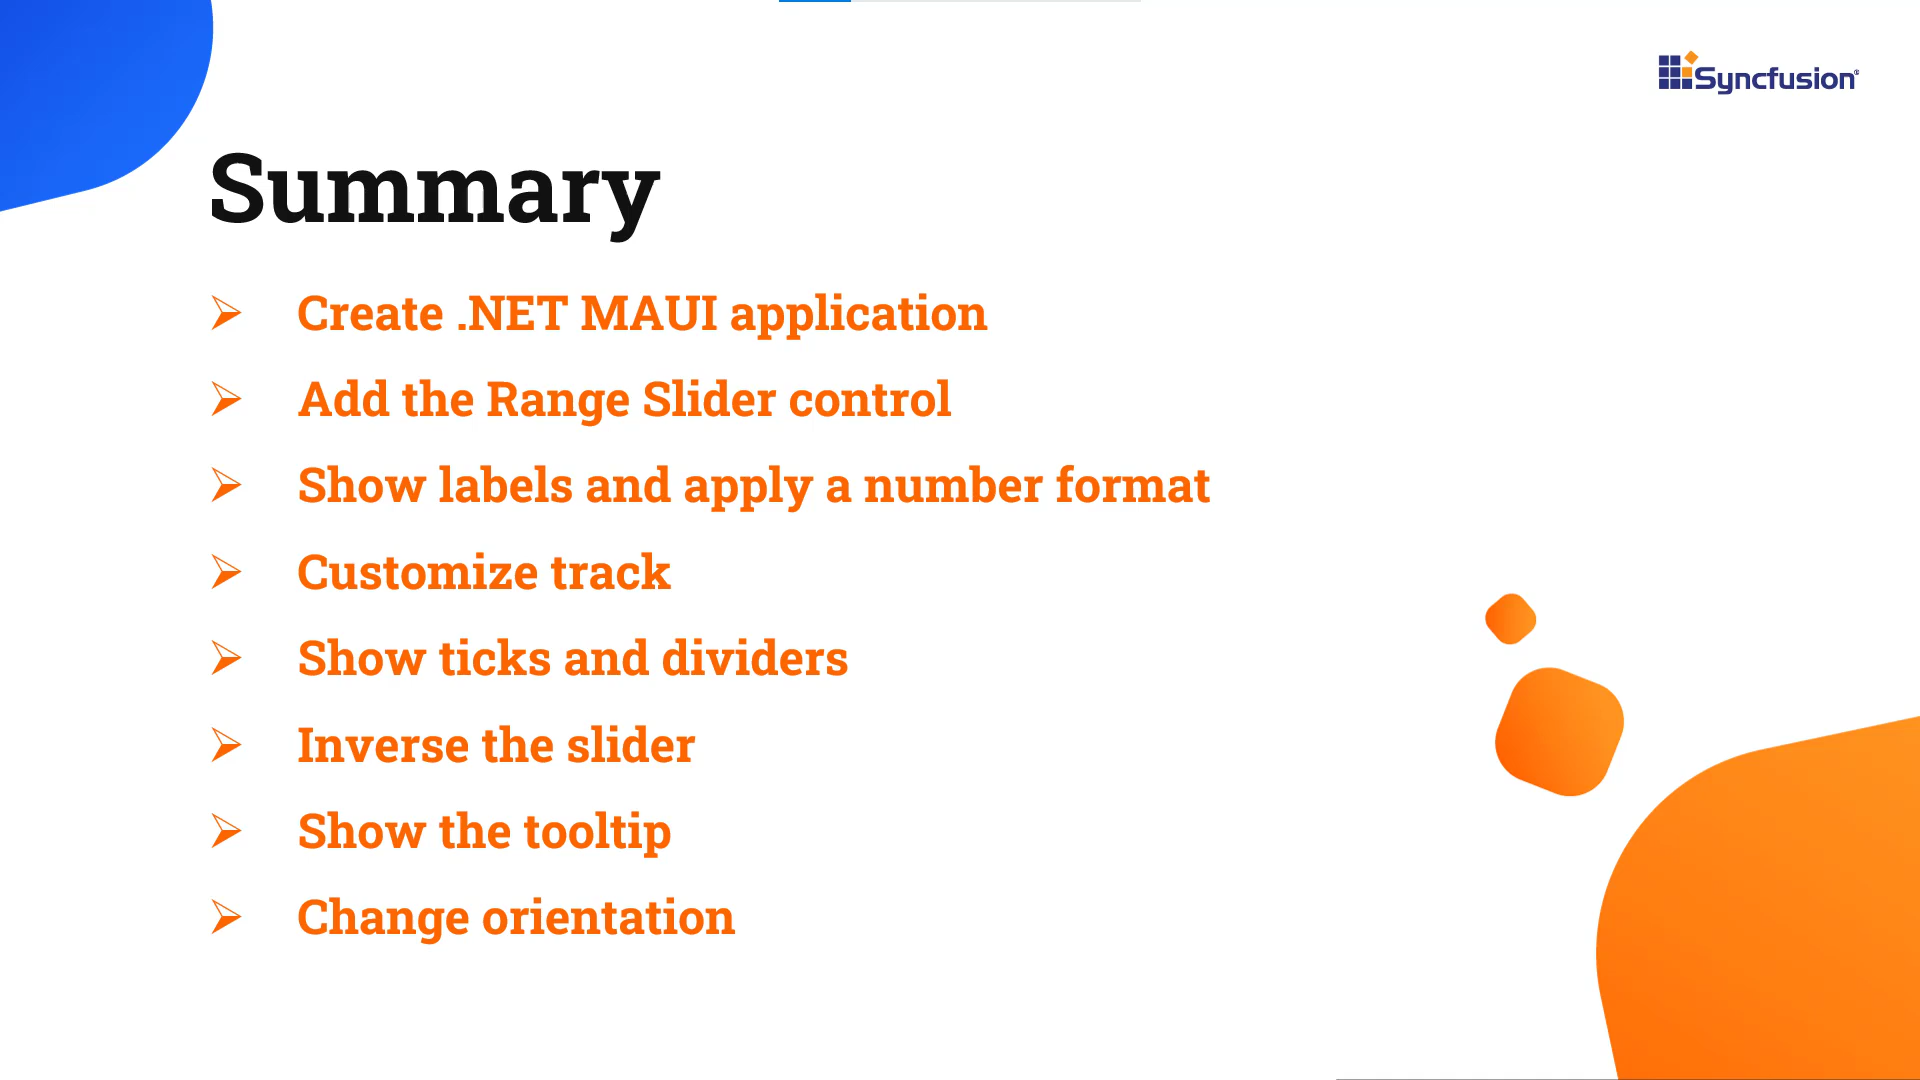 Syncfusion®
Summary
➢ Create .NET MAUI application
➢ Add the Range Slider control
➢ Show labels and apply a number format
➢ Customize track
➢ Show ticks and dividers
➢ Inverse the slider
➢ Show the tooltip
➢ Change orientation